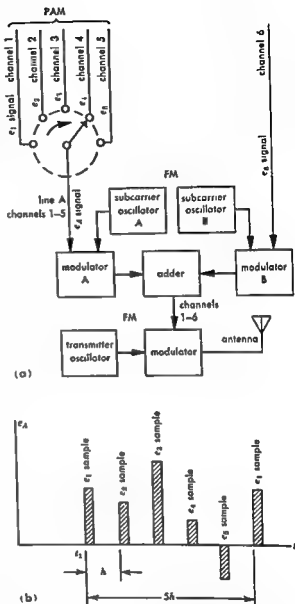 PAM
channel 1
channel 2
channel 3
channel 4
channel 5
channel 6
e1 signal
e2
e3
e4
e5
e6 signal
line A
channels 1–5
eA signal
FM
subcarrier
oscillator
A
subcarrier
oscillator
B
modulator
A
adder
modulator
B
channels
1–6
FM
antenna
transmitter
oscillator
modulator
(a)
eA
e1 sample
e2 sample
e3 sample
e4 sample
e5 sample
e1 sample
h
5h
(b)